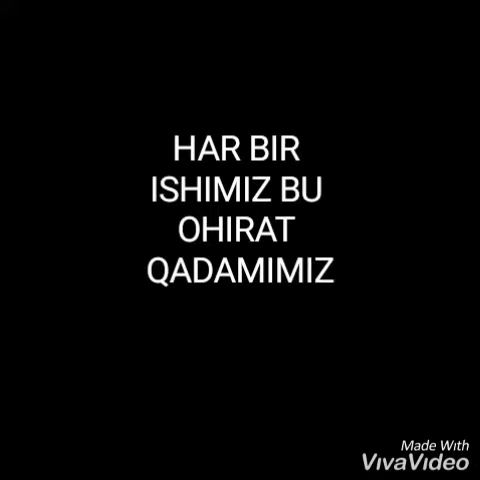 HAR BIR
ISHIMIZ BU
OHIRAT
QADAMIMIZ
Made With
VivaVideo